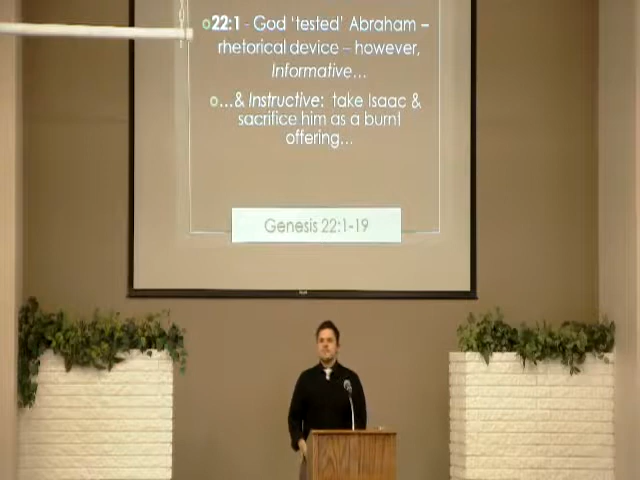 22:1 - God 'tested' Abraham –
rhetorical device – however,
Informative...
...& Instructive: take Isaac &
sacrifice him as a burnt
offering...
Genesis 22:1-19